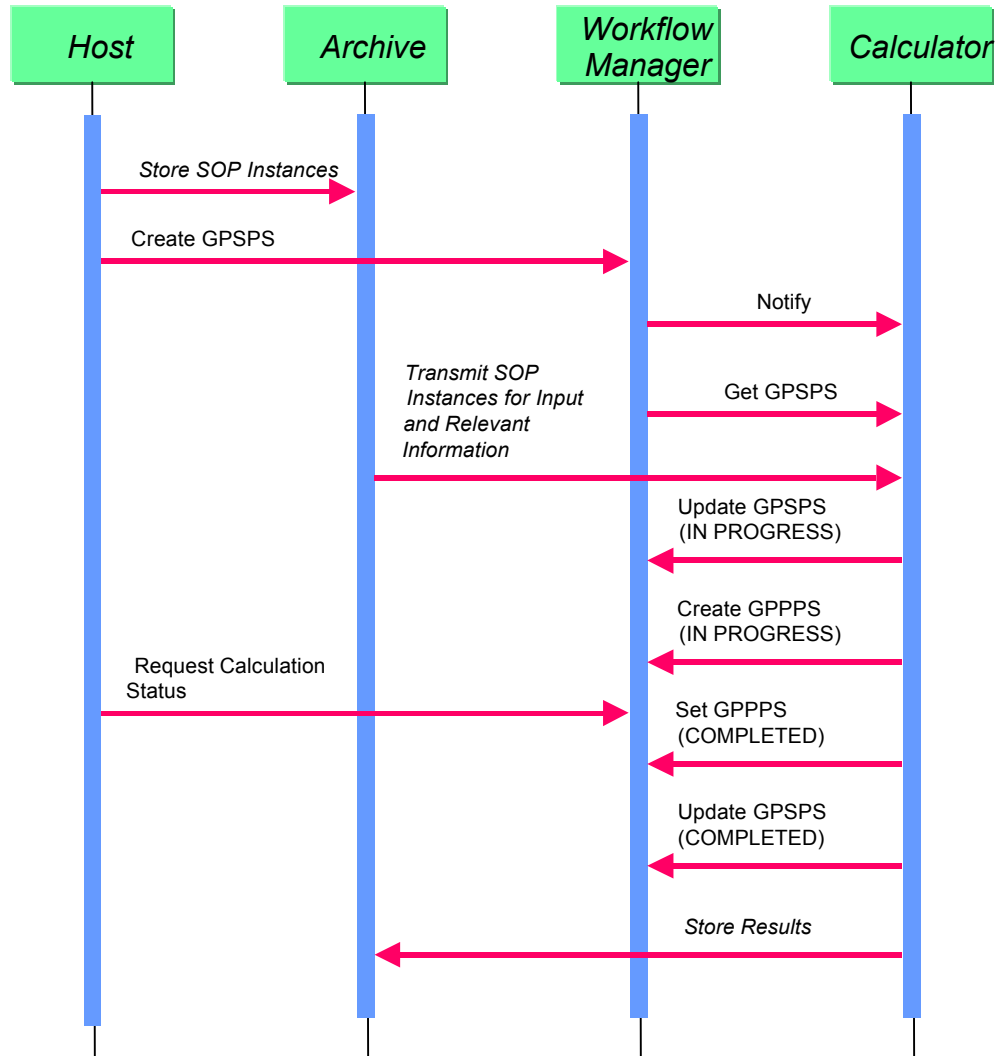 Host
Archive
Workflow
Manager
Calculator
Store SOP Instances
Create GPSPS
Notify
Transmit SOP
Instances for Input
and Relevant
Information
Get GPSPS
Update GPSPS
(IN PROGRESS)
Create GPPPS
(IN PROGRESS)
Request Calculation
Status
Set GPPPS
(COMPLETED)
Update GPSPS
(COMPLETED)
Store Results